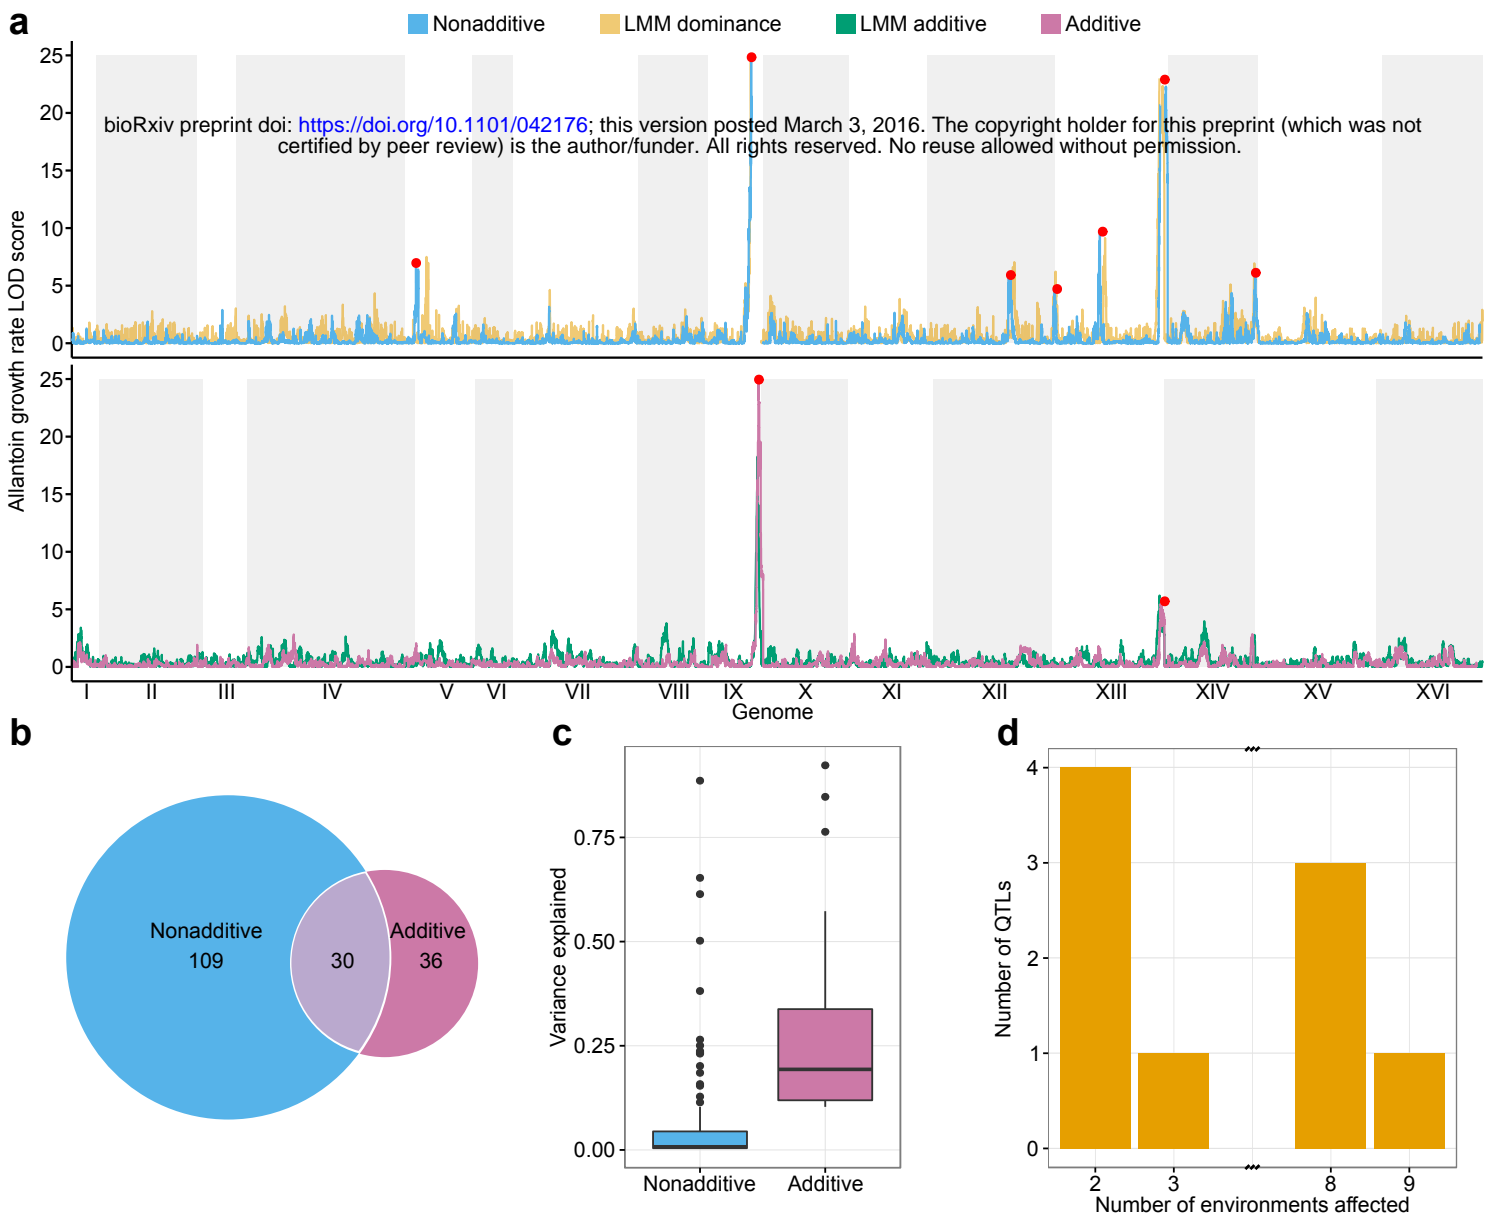 a
Nonadditive LMM dominance LMM additive Additive
25
20
15
10
5
0
bioRxiv preprint doi: https://doi.org/10.1101/042176; this version posted March 3, 2016. The copyright holder for this preprint (which was not
certified by peer review) is the author/funder. All rights reserved. No reuse allowed without permission.
Allantoin growth rate LOD score
25
20
15
10
5
0
I II III IV V VI VII VIII IX X XI XII XIII XIV XV XVI
Genome
b
Nonadditive
109
30
Additive
36
c
Variance explained
0.75
0.50
0.25
0.00
Nonadditive Additive
d
Number of QTLs
4
3
2
1
0
2 3 8 9
Number of environments affected